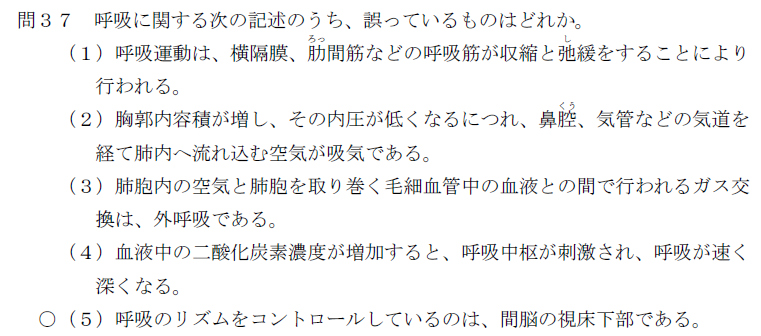 問37 呼吸に関する次の記述のうち、誤っているものはどれか。
(1)呼吸運動は、横隔膜、肋間筋などの呼吸筋が収縮と弛緩をすることにより
行われる。
(2)胸郭内容積が増し、その内圧が低くなるにつれ、鼻腔、気管などの気道を
経て肺内へ流れ込む空気が吸気である。
(3)肺胞内の空気と肺胞を取り巻く毛細血管中の血液との間で行われるガス交
換は、外呼吸である。
(4)血液中の二酸化炭素濃度が増加すると、呼吸中枢が刺激され、呼吸が速く
深くなる。
○(5)呼吸のリズムをコントロールしているのは、間脳の視床下部である。